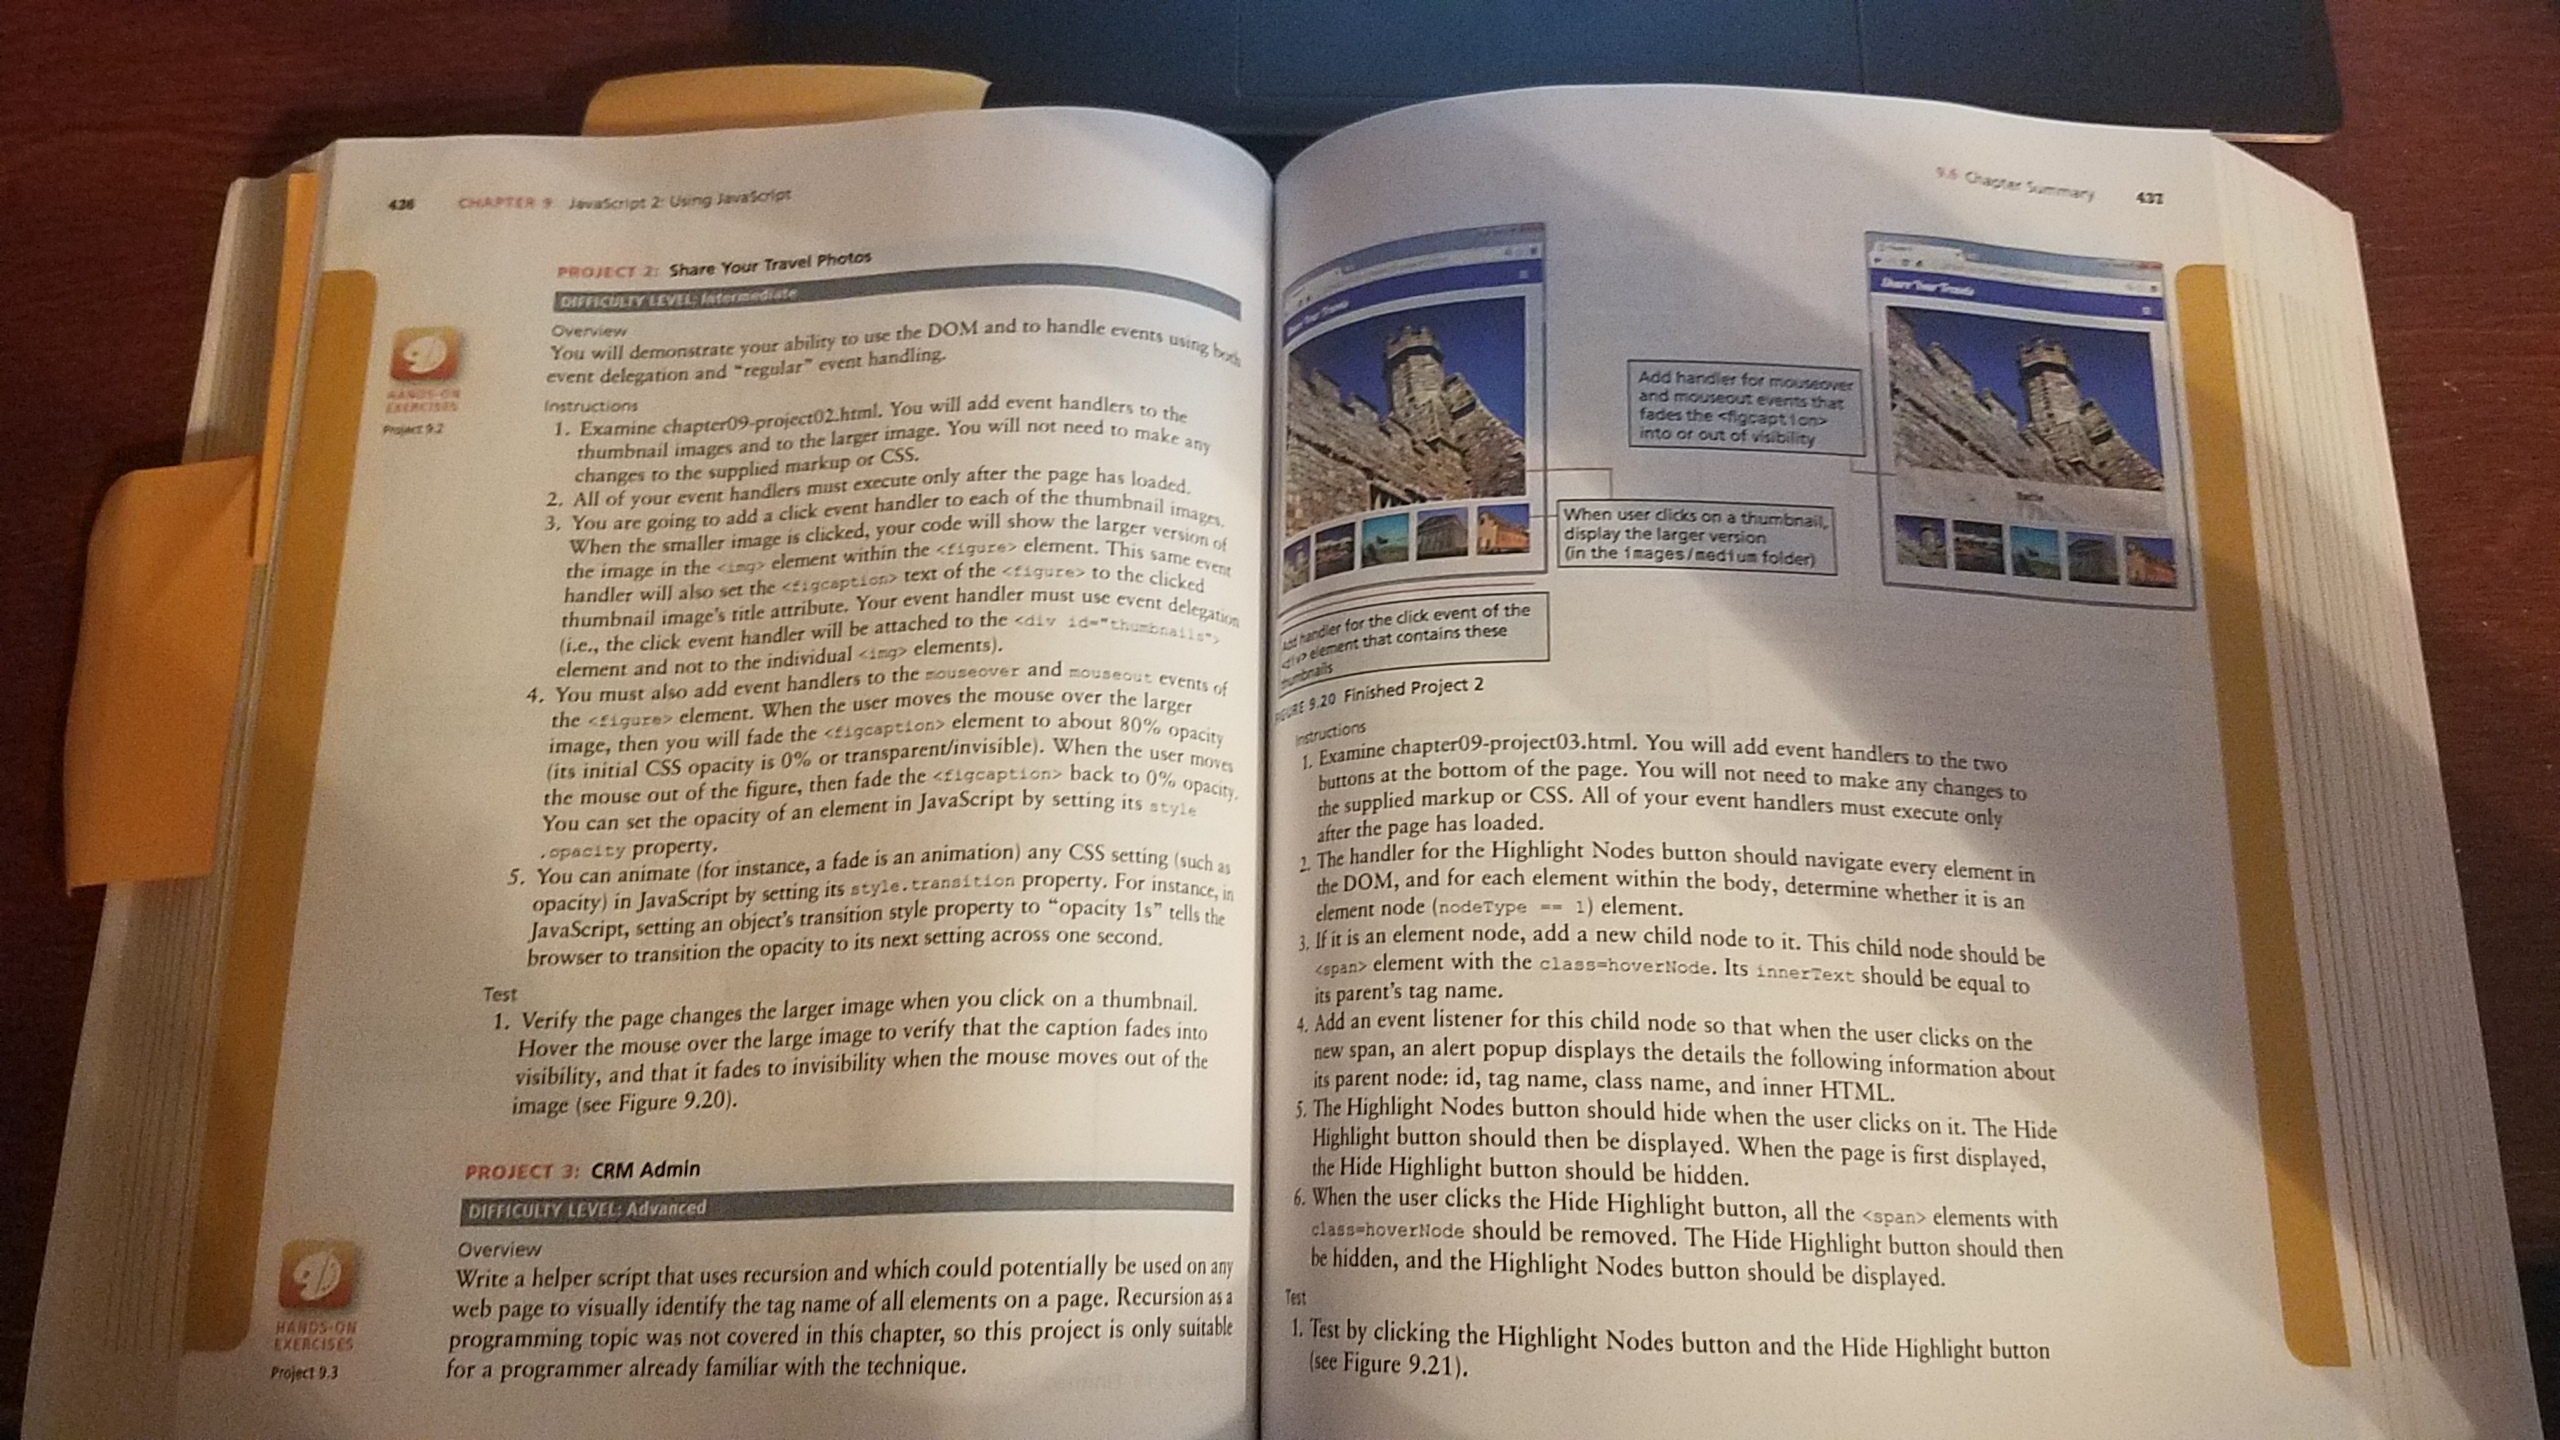 426 CHAPTER 9 JavaScript 2: Using JavaScript
PROJECT 2: Share Your Travel Photos
DIFFICULTY LEVEL: Intermediate
HANDS-ON
EXERCISES
Project 9.2
Overview
You will demonstrate your ability to use the DOM and to handle events using both
event delegation and "regular" event handling.
Instructions
1. Examine chapter09-project02.html. You will add event handlers to the
thumbnail images and to the larger image. You will not need to make any
changes to the supplied markup or CSS.
2. All of your event handlers must execute only after the page has loaded.
3. You are going to add a click event handler to each of the thumbnail images.
When the smaller image is clicked, your code will show the larger version of
the image in the <img> element within the <figure> element. This same event
handler will also set the <figcaption> text of the <figure> to the clicked
thumbnail image's title attribute. Your event handler must use event delegation
(i.e., the click event handler will be attached to the <div id="thumbnails">
element and not to the individual <img> elements).
4. You must also add event handlers to the mouseover and mouseout events of
the <figure> element. When the user moves the mouse over the larger
image, then you will fade the <figcaption> element to about 80% opacity
(its initial CSS opacity is 0% or transparent/invisible). When the user moves
the mouse out of the figure, then fade the <figcaption> back to 0% opacity.
You can set the opacity of an element in JavaScript by setting its style
.opacity property.
5. You can animate (for instance, a fade is an animation) any CSS setting (such as
opacity) in JavaScript by setting its style.transition property. For instance, in
JavaScript, setting an object's transition style property to "opacity 1s" tells the
browser to transition the opacity to its next setting across one second.
Test
1. Verify the page changes the larger image when you click on a thumbnail.
Hover the mouse over the large image to verify that the caption fades into
visibility, and that it fades to invisibility when the mouse moves out of the
image (see Figure 9.20).
PROJECT 3: CRM Admin
DIFFICULTY LEVEL: Advanced
HANDS-ON
EXERCISES
Project 9.3
Overview
Write a helper script that uses recursion and which could potentially be used on any
web page to visually identify the tag name of all elements on a page. Recursion as a
programming topic was not covered in this chapter, so this project is only suitable
for a programmer already familiar with the technique.
9.6 Chapter Summary 437
Share Your Travels
Share Your Travels
Add handler for mouseover
and mouseout events that
fades the <figcaption>
into or out of visibility
When user clicks on a thumbnail,
display the larger version
(in the images/medium folder)
Add handler for the click event of the
<div> element that contains these
thumbnails
FIGURE 9.20 Finished Project 2
Instructions
1. Examine chapter09-project03.html. You will add event handlers to the two
buttons at the bottom of the page. You will not need to make any changes to
the supplied markup or CSS. All of your event handlers must execute only
after the page has loaded.
2. The handler for the Highlight Nodes button should navigate every element in
the DOM, and for each element within the body, determine whether it is an
element node (nodeType == 1) element.
3. If it is an element node, add a new child node to it. This child node should be
<span> element with the class=hoverNode. Its innerText should be equal to
its parent's tag name.
4. Add an event listener for this child node so that when the user clicks on the
new span, an alert popup displays the details the following information about
its parent node: id, tag name, class name, and inner HTML.
5. The Highlight Nodes button should hide when the user clicks on it. The Hide
Highlight button should then be displayed. When the page is first displayed,
the Hide Highlight button should be hidden.
6. When the user clicks the Hide Highlight button, all the <span> elements with
class=hoverNode should be removed. The Hide Highlight button should then
be hidden, and the Highlight Nodes button should be displayed.
Test
1. Test by clicking the Highlight Nodes button and the Hide Highlight button
(see Figure 9.21).